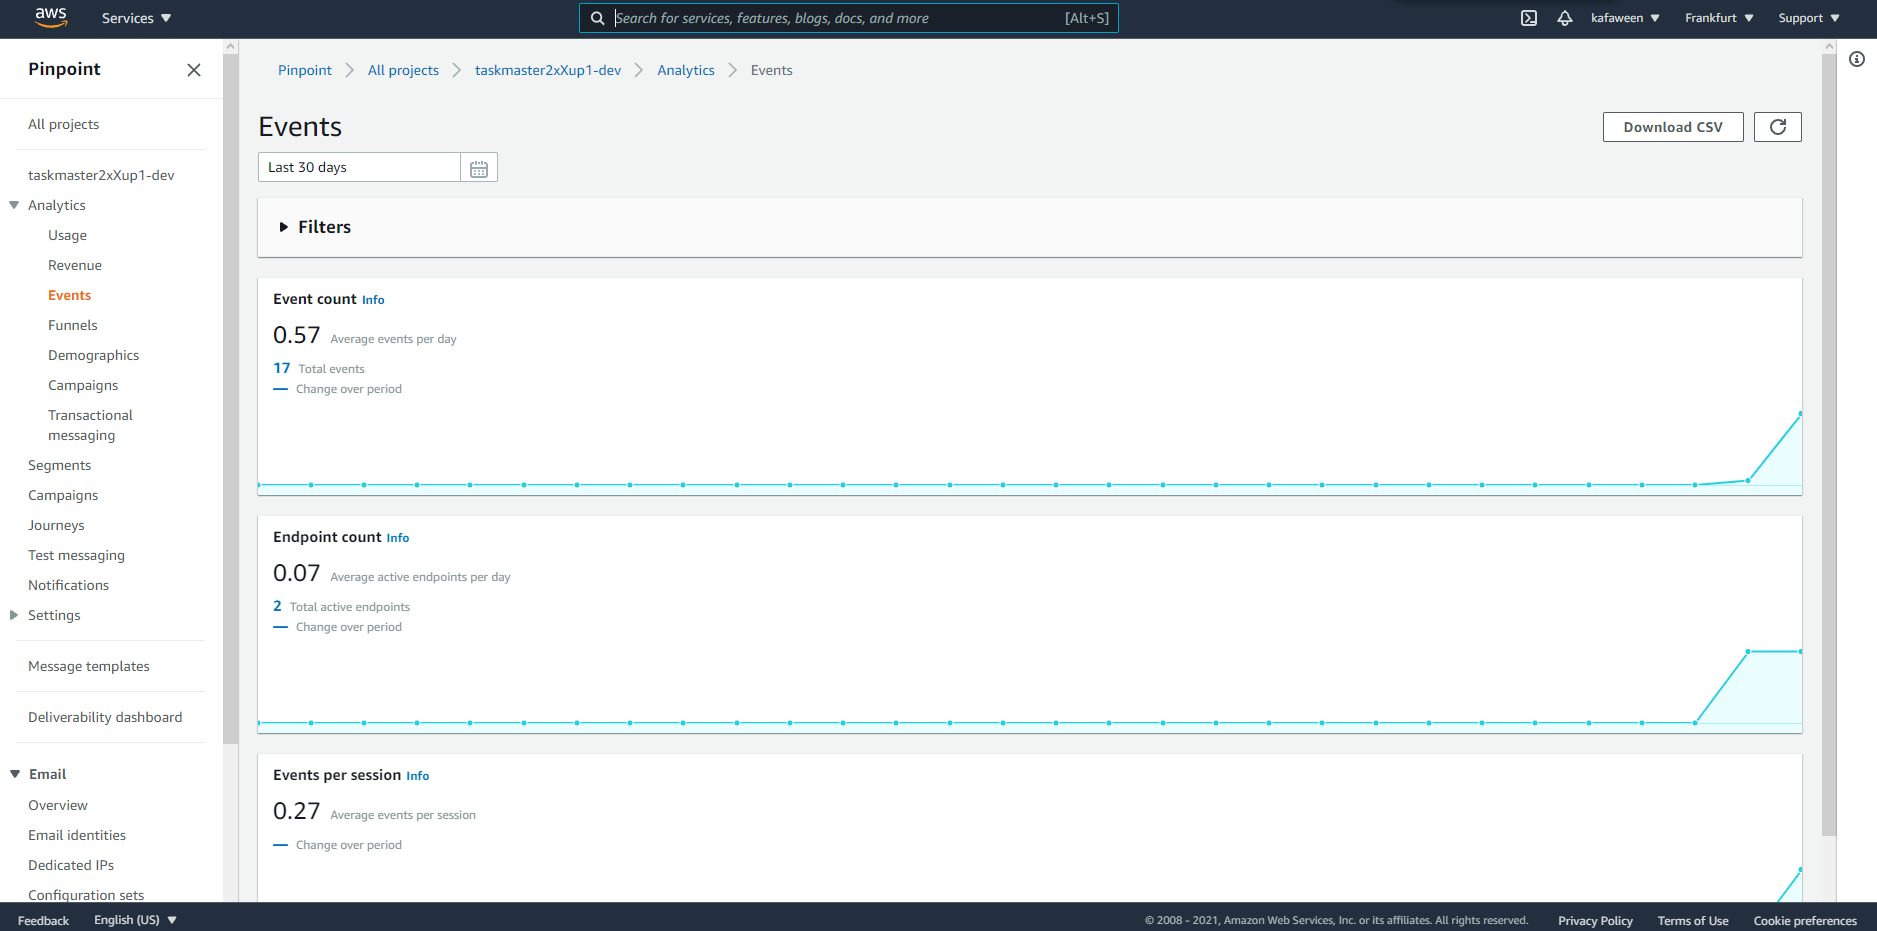 aws
Services
Search for services, features, blogs, docs, and more
[Alt+S]
kafaween
Frankfurt
Support
Pinpoint
All projects
taskmaster2xXup1-dev
Analytics
Usage
Revenue
Events
Funnels
Demographics
Campaigns
Transactional
messaging
Segments
Campaigns
Journeys
Test messaging
Notifications
Settings
Message templates
Deliverability dashboard
Email
Overview
Email identities
Dedicated IPs
Configuration sets
Pinpoint
All projects
taskmaster2xXup1-dev
Analytics
Events
Events
Download CSV
Last 30 days
Filters
Event count Info
0.57 Average events per day
17 Total events
Change over period
Endpoint count Info
0.07 Average active endpoints per day
2 Total active endpoints
Change over period
Events per session Info
0.27 Average events per session
Change over period
Feedback
English (US)
© 2008 - 2021, Amazon Web Services, Inc. or its affiliates. All rights reserved.
Privacy Policy
Terms of Use
Cookie preferences